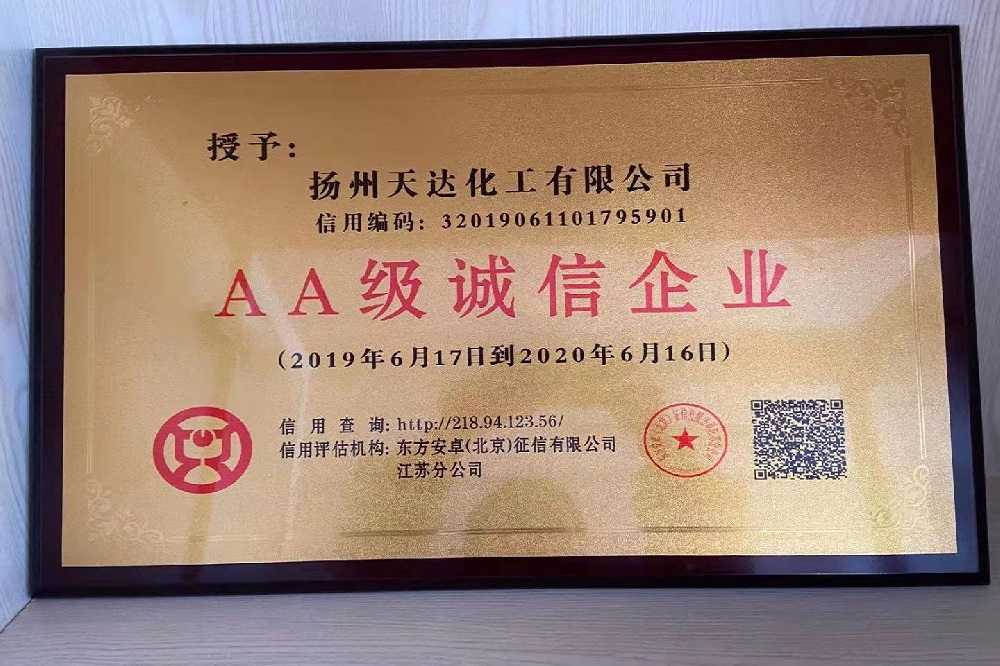 授予:
扬州天达化工有限公司
信用编码: 32019061101795901
AA级诚信企业
(2019年6月17日到2020年6月16日)
信用查询: http://218.94.123.56/
信用评估机构: 东方安卓(北京)征信有限公司
江苏分公司